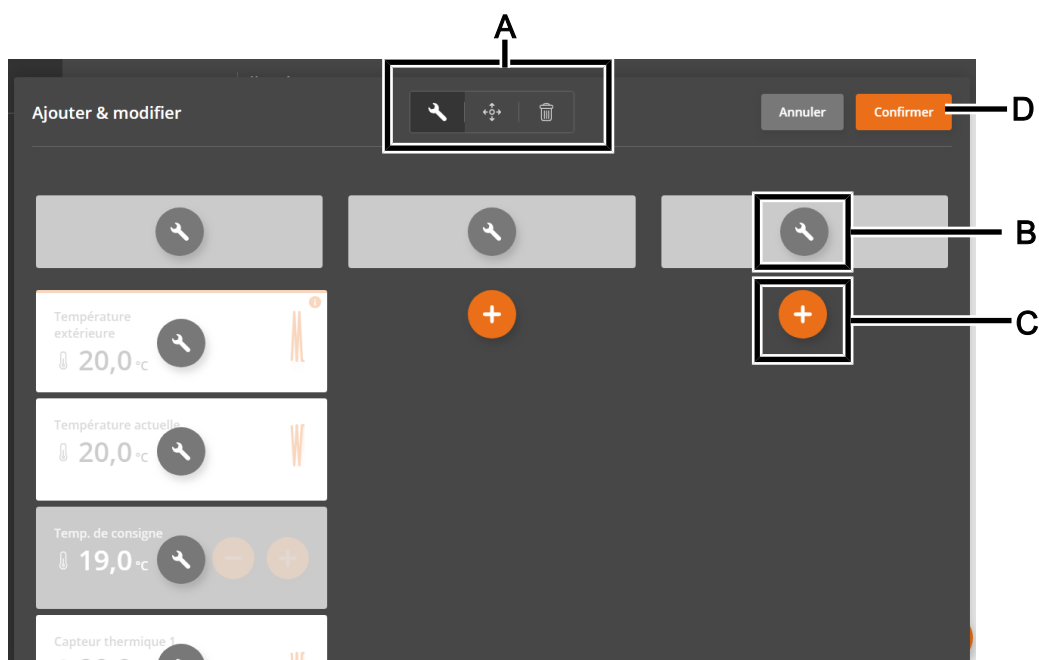 A
Ajouter & modifier
Annuler
Confirmer
D
B
Température
extérieure
20,0 °C
C
Température actuelle
20,0 °C
Temp. de consigne
19,0 °C
Capteur thermique 1